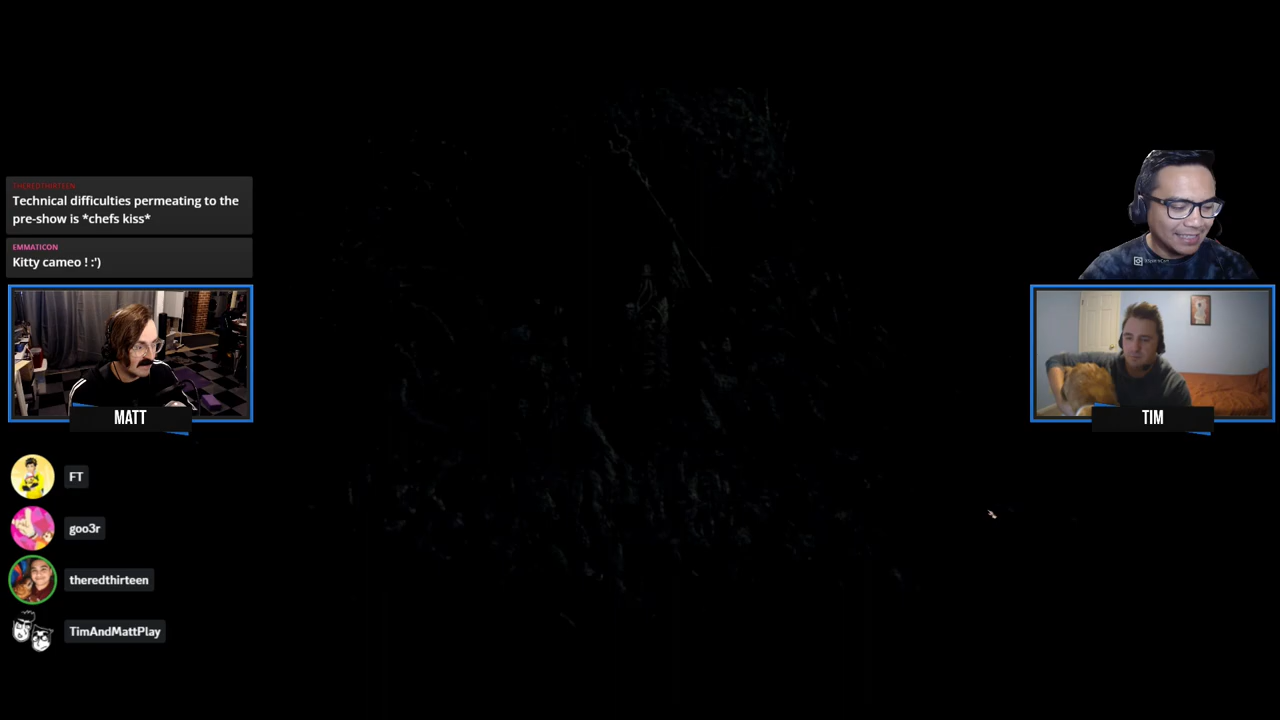 THEREDTHIRTEEN
Technical difficulties permeating to the
pre-show is *chefs kiss*
EMMATICON
Kitty cameo ! :')
MATT
TIM
FT
goo3r
theredthirteen
TimAndMattPlay